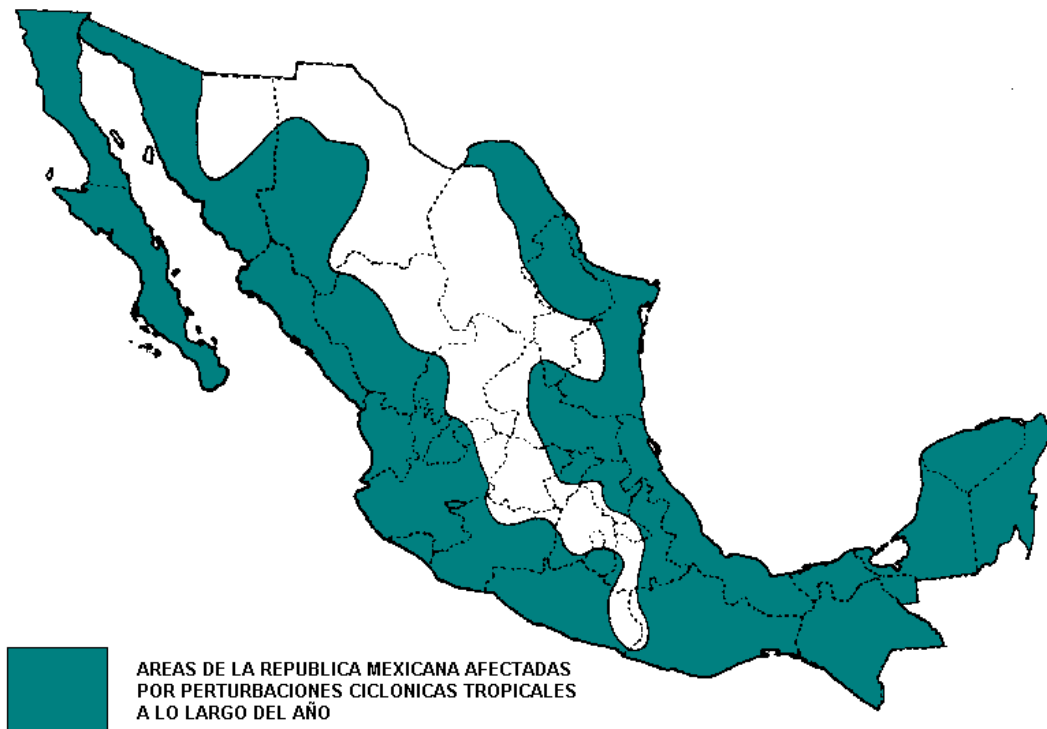 AREAS DE LA REPUBLICA MEXICANA AFECTADAS
POR PERTURBACIONES CICLONICAS TROPICALES
A LO LARGO DEL AÑO